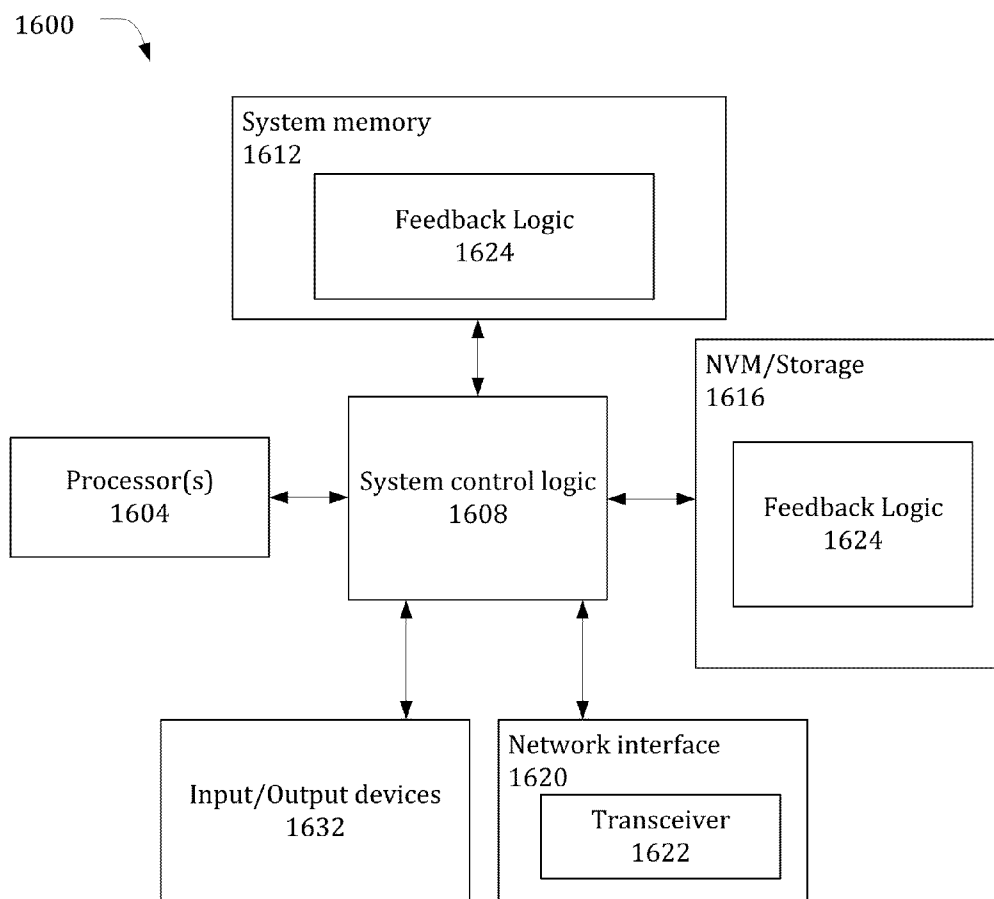 1600
System memory
1612
Feedback Logic
1624
NVM/Storage
1616
Feedback Logic
1624
Processor(s)
1604
System control logic
1608
Input/Output devices
1632
Network interface
1620
Transceiver
1622